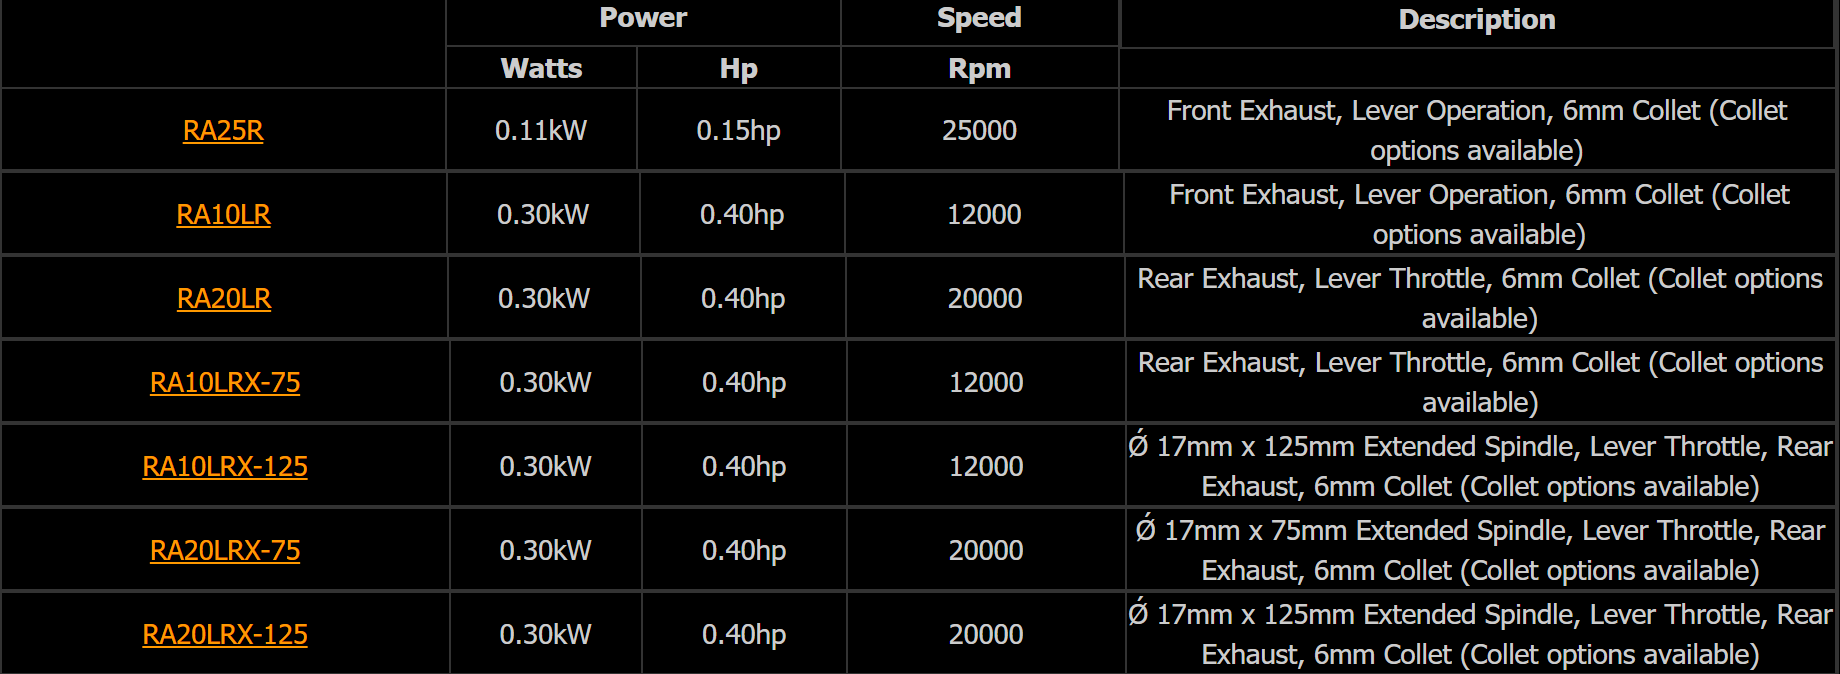 Power Speed Description
Watts Hp Rpm
RA25R 0.11kW 0.15hp 25000 Front Exhaust, Lever Operation, 6mm Collet (Collet
options available)
RA10LR 0.30kW 0.40hp 12000 Front Exhaust, Lever Operation, 6mm Collet (Collet
options available)
RA20LR 0.30kW 0.40hp 20000 Rear Exhaust, Lever Throttle, 6mm Collet (Collet options
available)
RA10LRX-75 0.30kW 0.40hp 12000 Rear Exhaust, Lever Throttle, 6mm Collet (Collet options
available)
RA10LRX-125 0.30kW 0.40hp 12000 Ǿ 17mm x 125mm Extended Spindle, Lever Throttle, Rear
Exhaust, 6mm Collet (Collet options available)
RA20LRX-75 0.30kW 0.40hp 20000 Ǿ 17mm x 75mm Extended Spindle, Lever Throttle, Rear
Exhaust, 6mm Collet (Collet options available)
RA20LRX-125 0.30kW 0.40hp 20000 Ǿ 17mm x 125mm Extended Spindle, Lever Throttle, Rear
Exhaust, 6mm Collet (Collet options available)